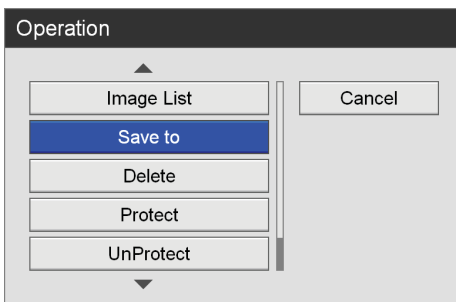 Operation
Image List
Cancel
Save to
Delete
Protect
UnProtect